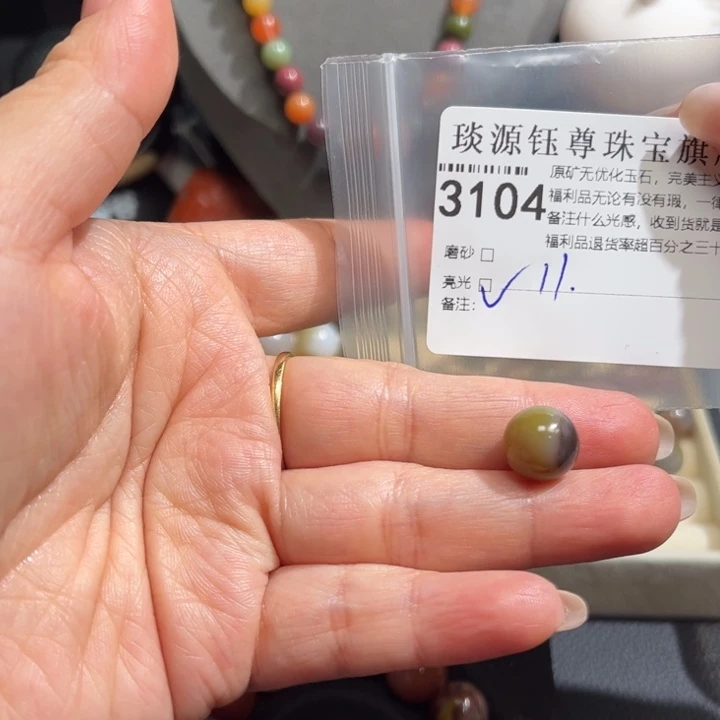 琰源钰尊珠宝旗
原矿无优化玉石，完美主义
3104
福利品无论有没有瑕，一律
备注什么光感，收到货就是
福利品退货率超百分之三十
磨砂 □
亮光 □ ✓ 11.
备注：